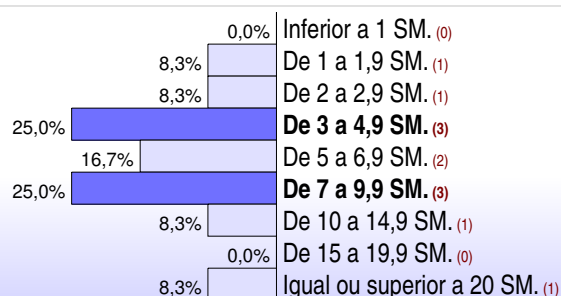 0,0% Inferior a 1 SM. (0)
8,3% De 1 a 1,9 SM. (1)
8,3% De 2 a 2,9 SM. (1)
25,0% De 3 a 4,9 SM. (3)
16,7% De 5 a 6,9 SM. (2)
25,0% De 7 a 9,9 SM. (3)
8,3% De 10 a 14,9 SM. (1)
0,0% De 15 a 19,9 SM. (0)
8,3% Igual ou superior a 20 SM. (1)